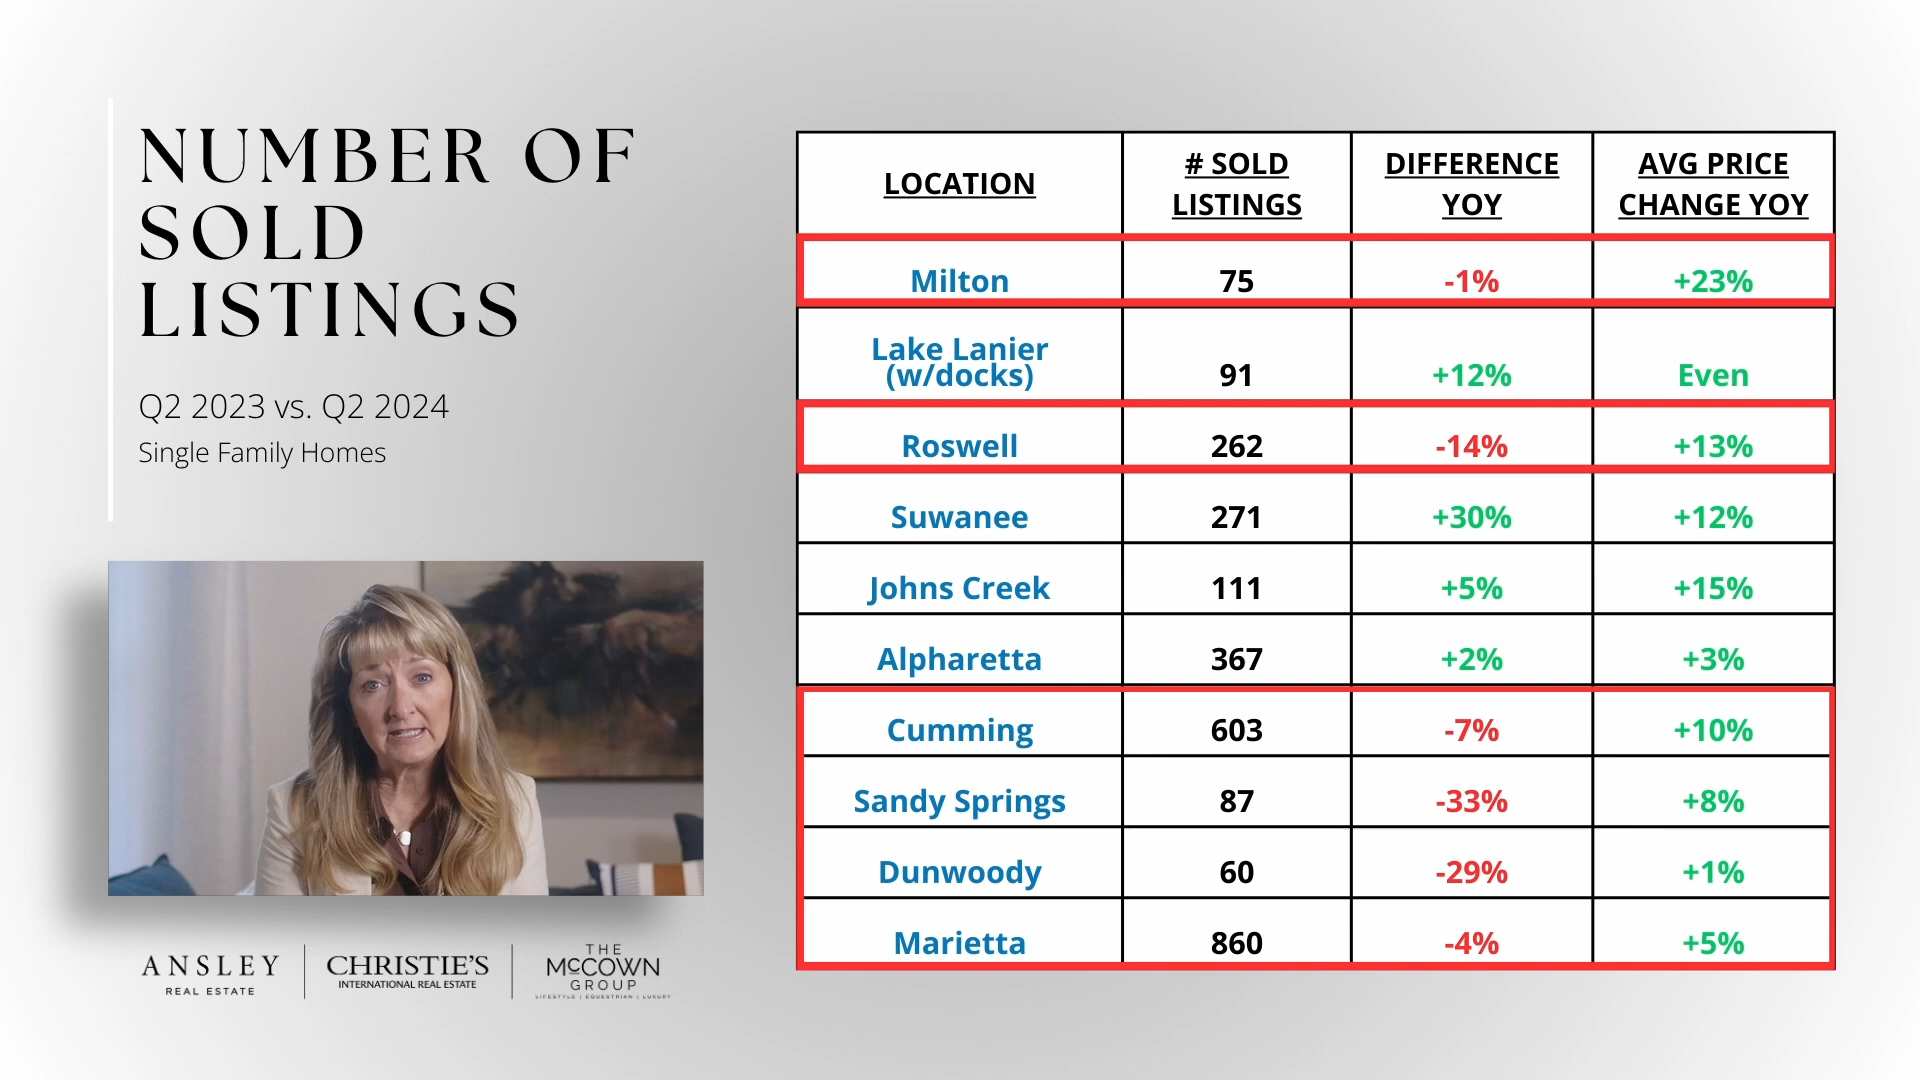 NUMBER OF
SOLD
LISTINGS
Q2 2023 vs. Q2 2024
Single Family Homes
ANSLEY
REAL ESTATE
CHRISTIE'S
INTERNATIONAL REAL ESTATE
THE
McCOWN
GROUP
LIFESTYLE | EQUESTRIAN | LUXURY
LOCATION # SOLD LISTINGS DIFFERENCE YOY AVG PRICE CHANGE YOY
Milton 75 -1% +23%
Lake Lanier (w/docks) 91 +12% Even
Roswell 262 -14% +13%
Suwanee 271 +30% +12%
Johns Creek 111 +5% +15%
Alpharetta 367 +2% +3%
Cumming 603 -7% +10%
Sandy Springs 87 -33% +8%
Dunwoody 60 -29% +1%
Marietta 860 -4% +5%